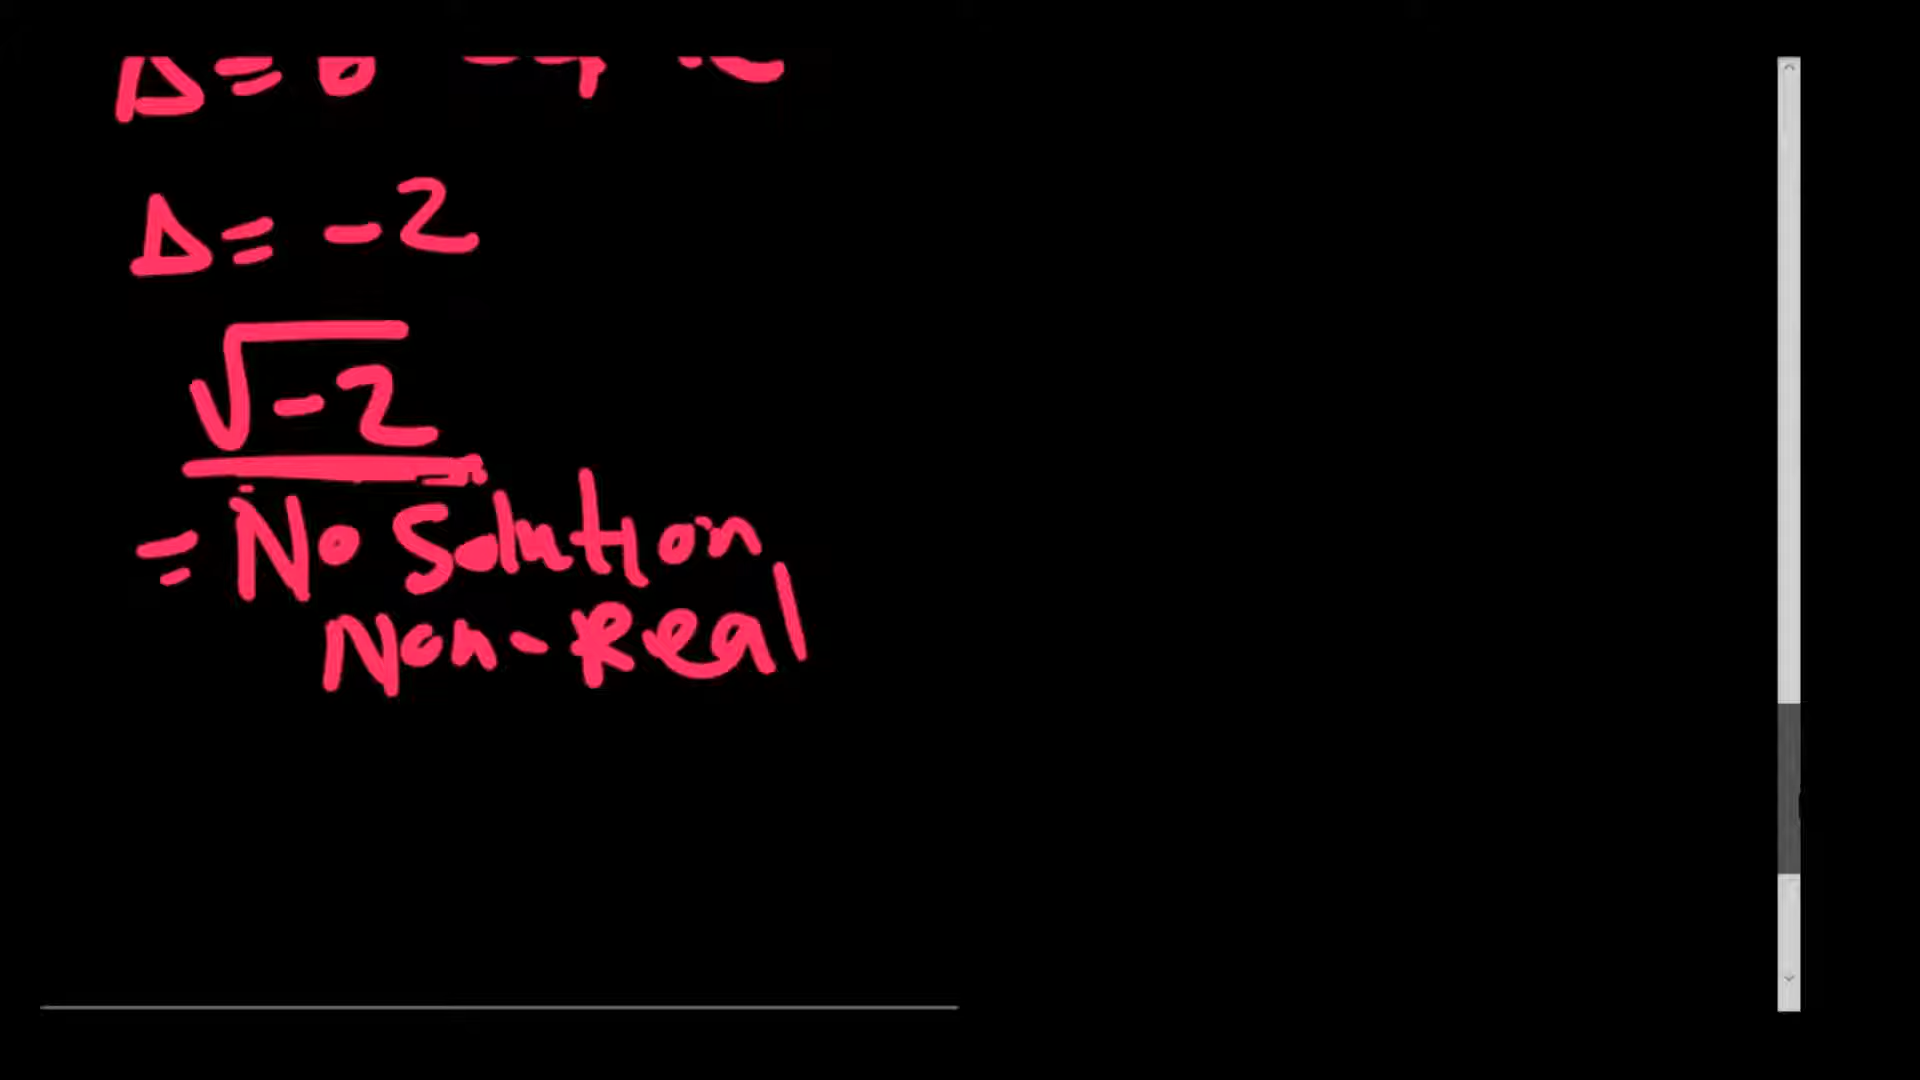 Δ=
Δ= -2
√-2
= No Solution
Non-Real